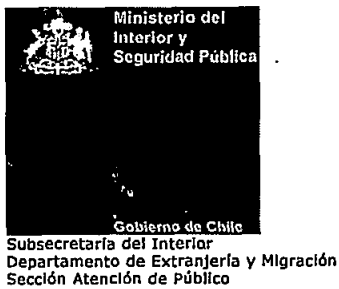 Ministerio del
Interior y
Seguridad Pública
Gobierno de Chile
Subsecretaría del Interior
Departamento de Extranjería y Migración
Sección Atención de Público